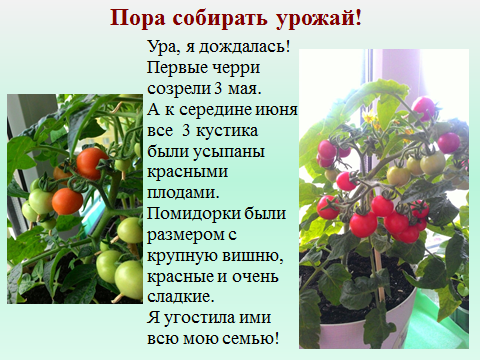 Пора собирать урожай!
Ура, я дождалась!
Первые черри
созрели 3 мая.
А к середине июня
все 3 кустика
были усыпаны
красными
плодами.
Помидорки были
размером с
крупную вишню,
красные и очень
сладкие.
Я угостила ими
всю мою семью!